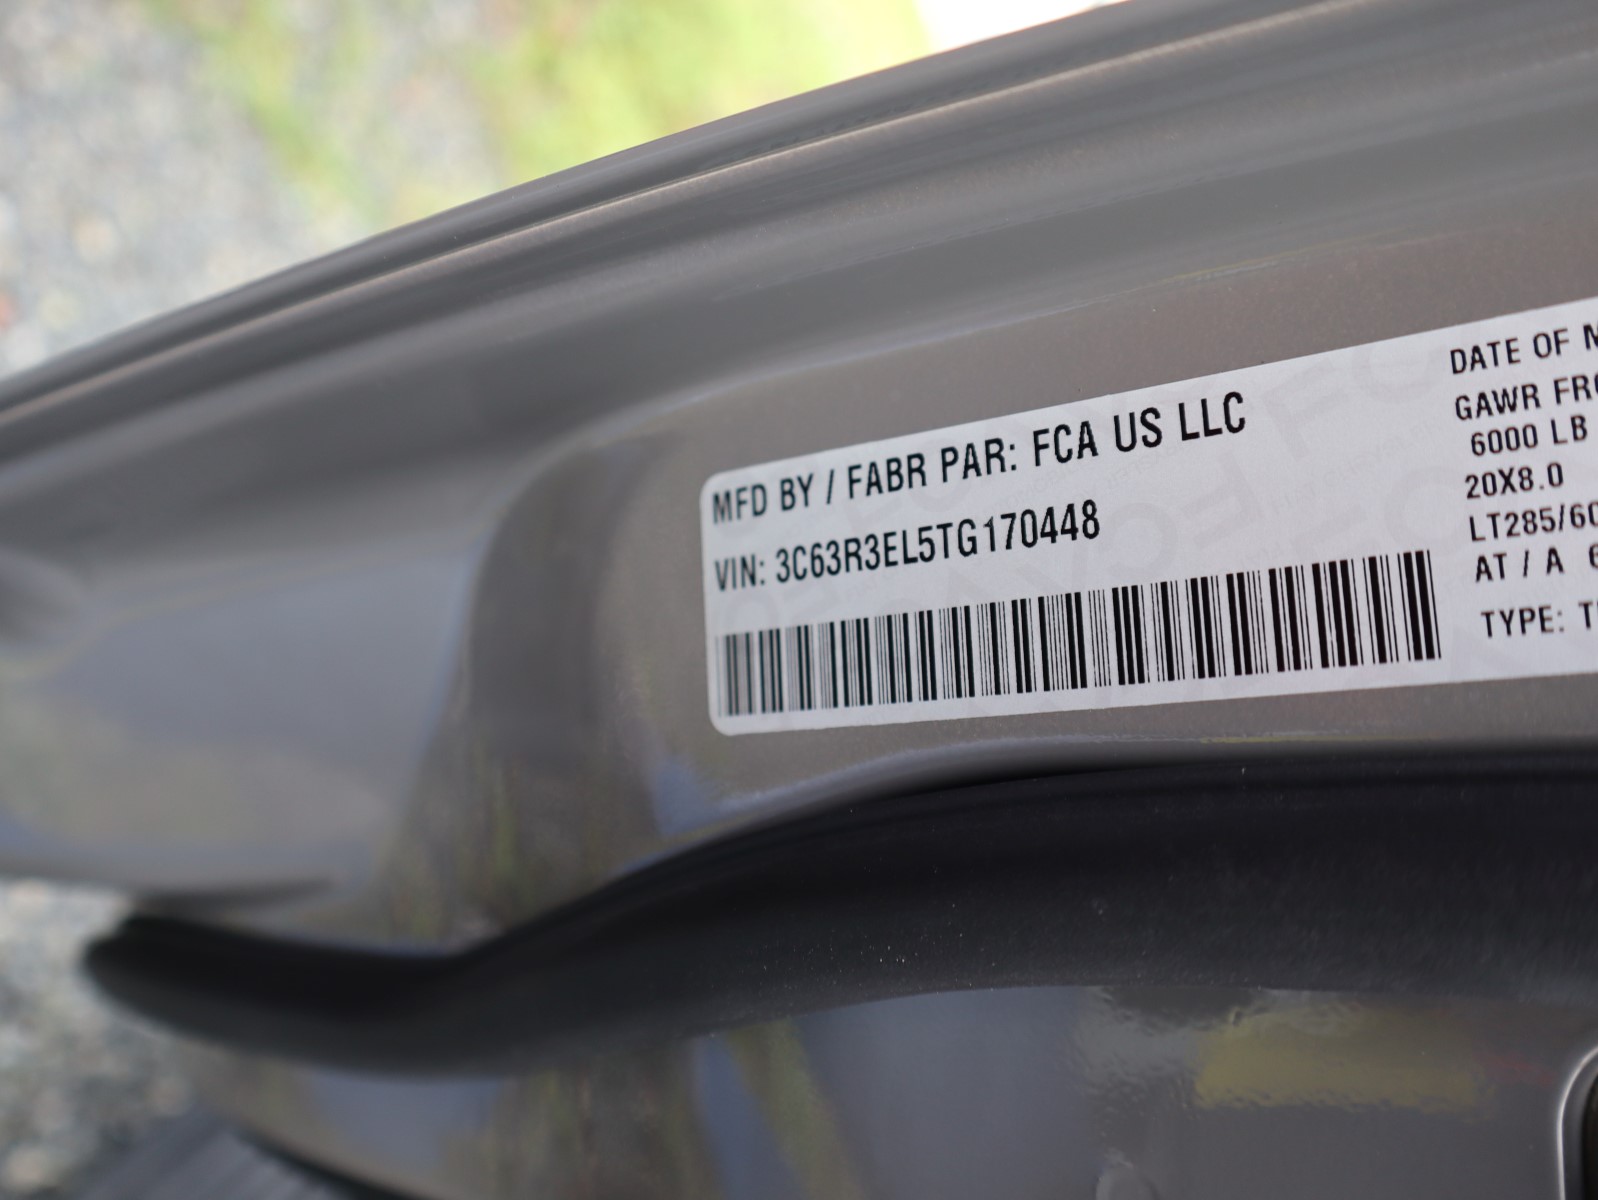 MFD BY / FABR PAR: FCA US LLC
VIN: 3C63R3EL5TG170448
DATE OF
GAWR
6000 LB
20X8.0
LT285/60
AT / A
TYPE: